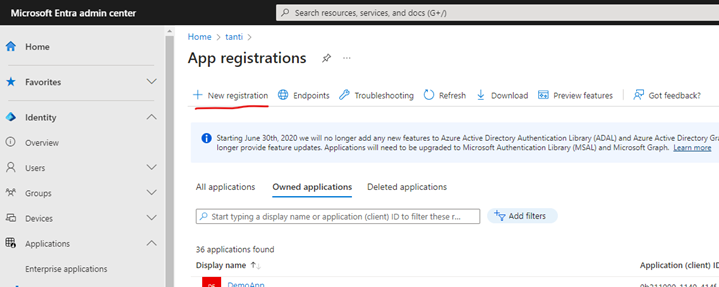 Microsoft Entra admin center
Search resources, services, and docs (G+/)
Home
Favorites
Identity
Overview
Users
Groups
Devices
Applications
Enterprise applications
Home > tanti >
App registrations
New registration
Endpoints
Troubleshooting
Refresh
Download
Preview features
Got feedback?
Starting June 30th, 2020 we will no longer add any new features to Azure Active Directory Authentication Library (ADAL) and Azure Active Directory Gra
longer provide feature updates. Applications will need to be upgraded to Microsoft Authentication Library (MSAL) and Microsoft Graph. Learn more
All applications
Owned applications
Deleted applications
Start typing a display name or application (client) ID to filter these r...
Add filters
36 applications found
Display name
Application (client) ID
DemoApp